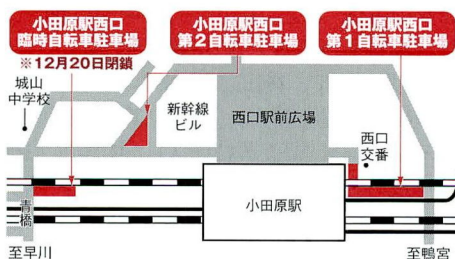 小田原駅西口
臨時自転車駐車場
※12月20日閉鎖
小田原駅西口
第2自転車駐車場
小田原駅西口
第1自転車駐車場
城山
中学校
新幹線
ビル
西口駅前広場
西口
交番
小田原駅
青橋
至早川
至鴨宮